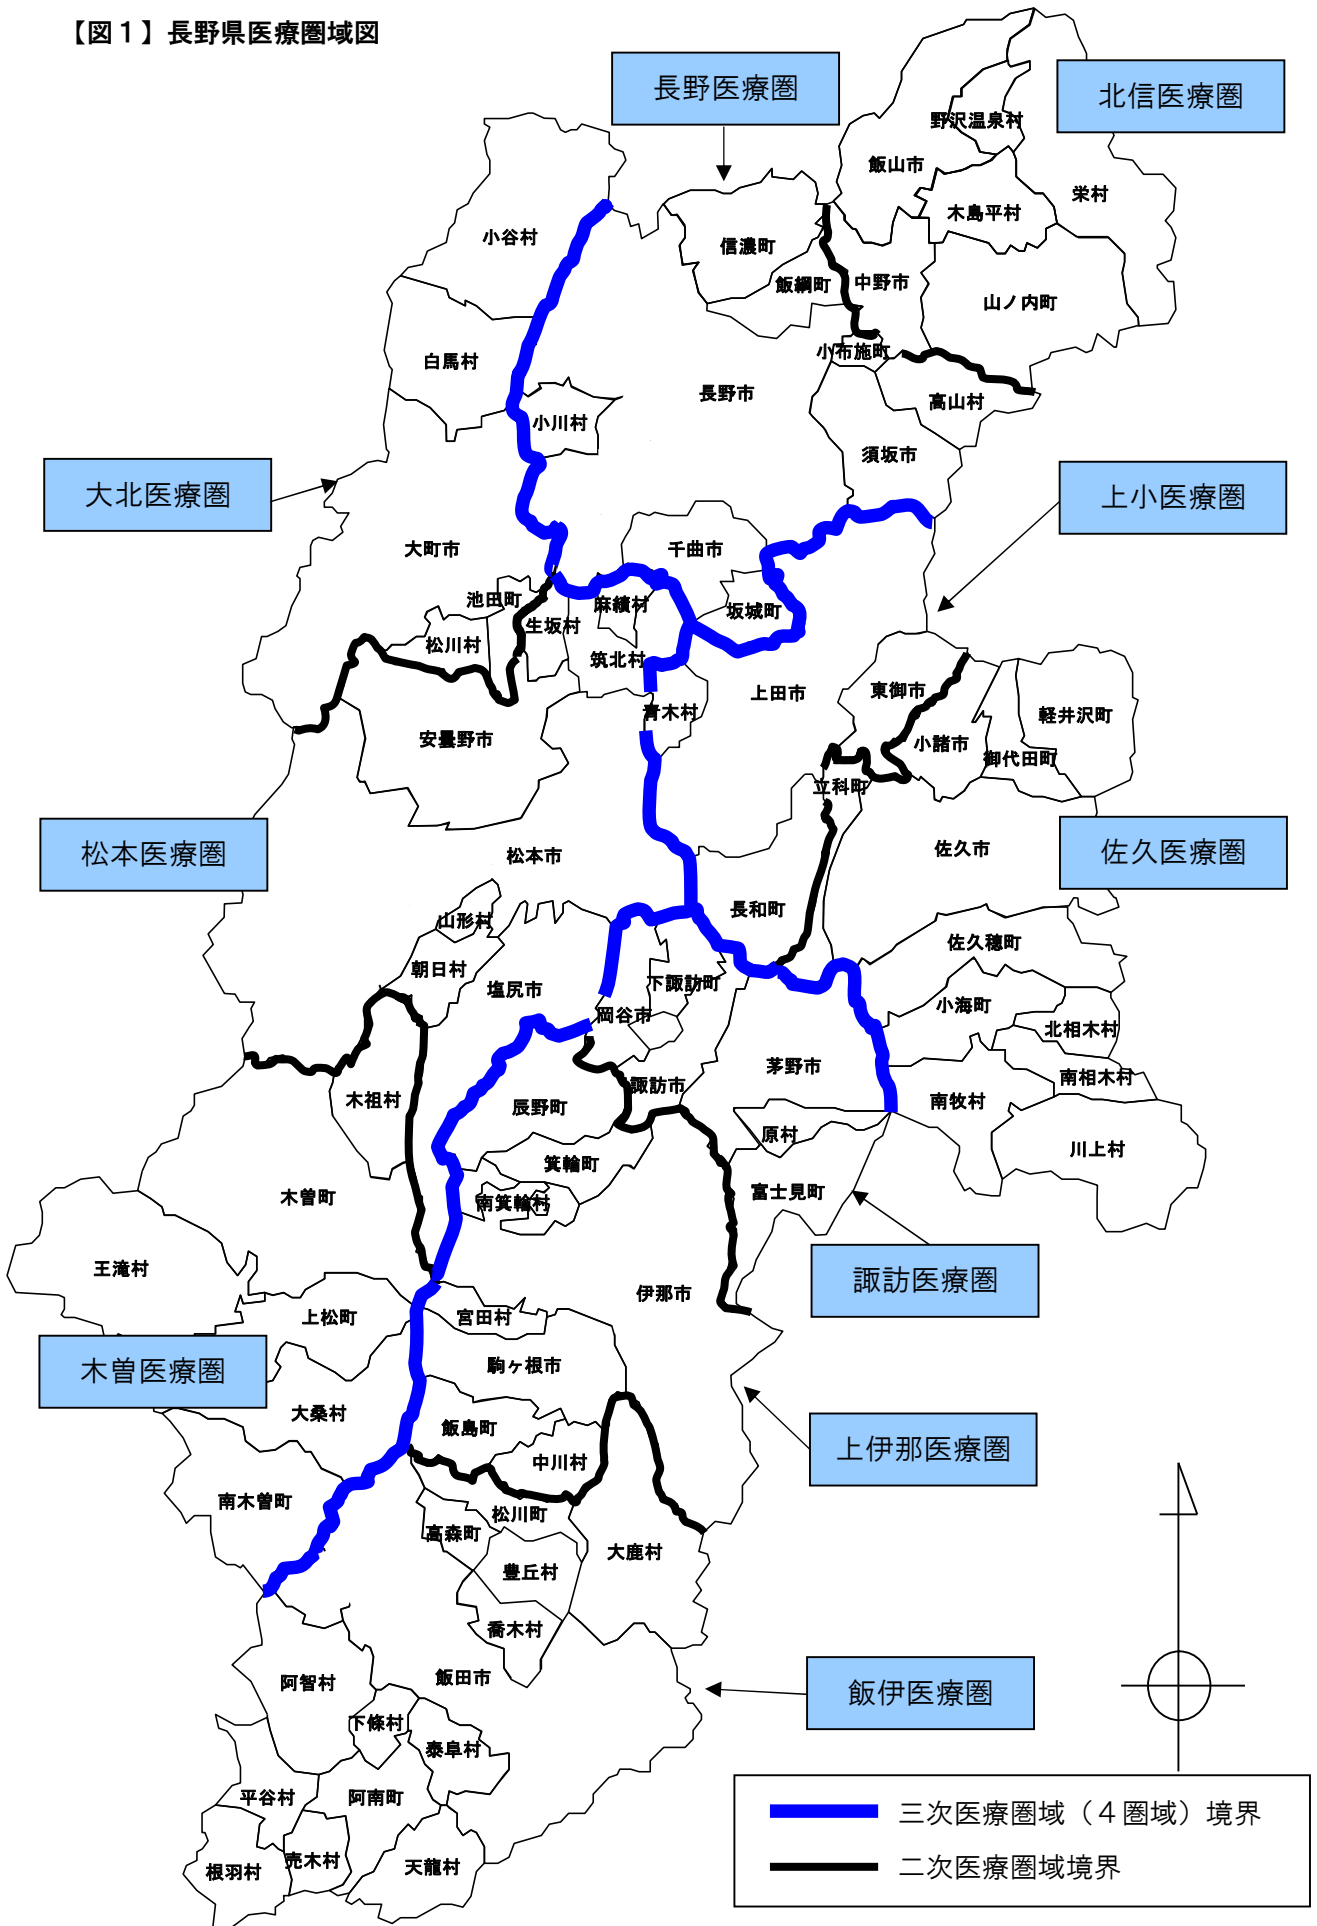 【図１】長野県医療圏域図
長野医療圏
北信医療圏
野沢温泉村
飯山市
栄村
木島平村
小谷村
信濃町
飯綱町
中野市
山ノ内町
小布施町
白馬村
長野市
高山村
小川村
須坂市
大北医療圏
上小医療圏
大町市
千曲市
池田町
麻績村
坂城町
生坂村
松川村
筑北村
上田市
東御市
青木村
軽井沢町
安曇野市
小諸市
御代田町
立科町
松本医療圏
松本市
佐久市
佐久医療圏
山形村
長和町
朝日村
佐久穂町
塩尻市
下諏訪町
小海町
岡谷市
北相木村
茅野市
南相木村
諏訪市
木祖村
辰野町
南牧村
原村
川上村
箕輪町
木曽町
南箕輪村
富士見町
王滝村
諏訪医療圏
伊那市
上松町
宮田村
木曽医療圏
駒ヶ根市
大桑村
飯島町
上伊那医療圏
中川村
南木曽町
松川町
高森町
大鹿村
豊丘村
喬木村
飯田市
阿智村
飯伊医療圏
下條村
泰阜村
平谷村
阿南町
売木村
天龍村
根羽村
三次医療圏域（４圏域）境界
二次医療圏域境界